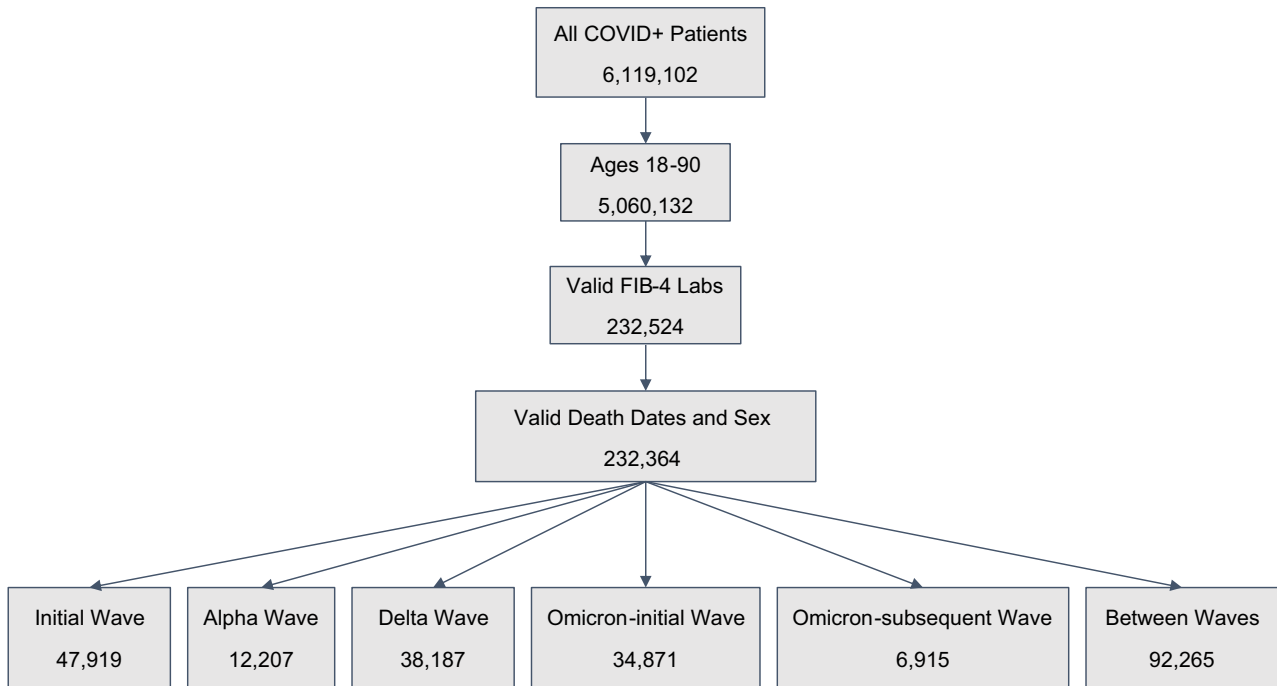 All COVID+ Patients
6,119,102
Ages 18-90
5,060,132
Valid FIB-4 Labs
232,524
Valid Death Dates and Sex
232,364
Initial Wave
47,919
Alpha Wave
12,207
Delta Wave
38,187
Omicron-initial Wave
34,871
Omicron-subsequent Wave
6,915
Between Waves
92,265